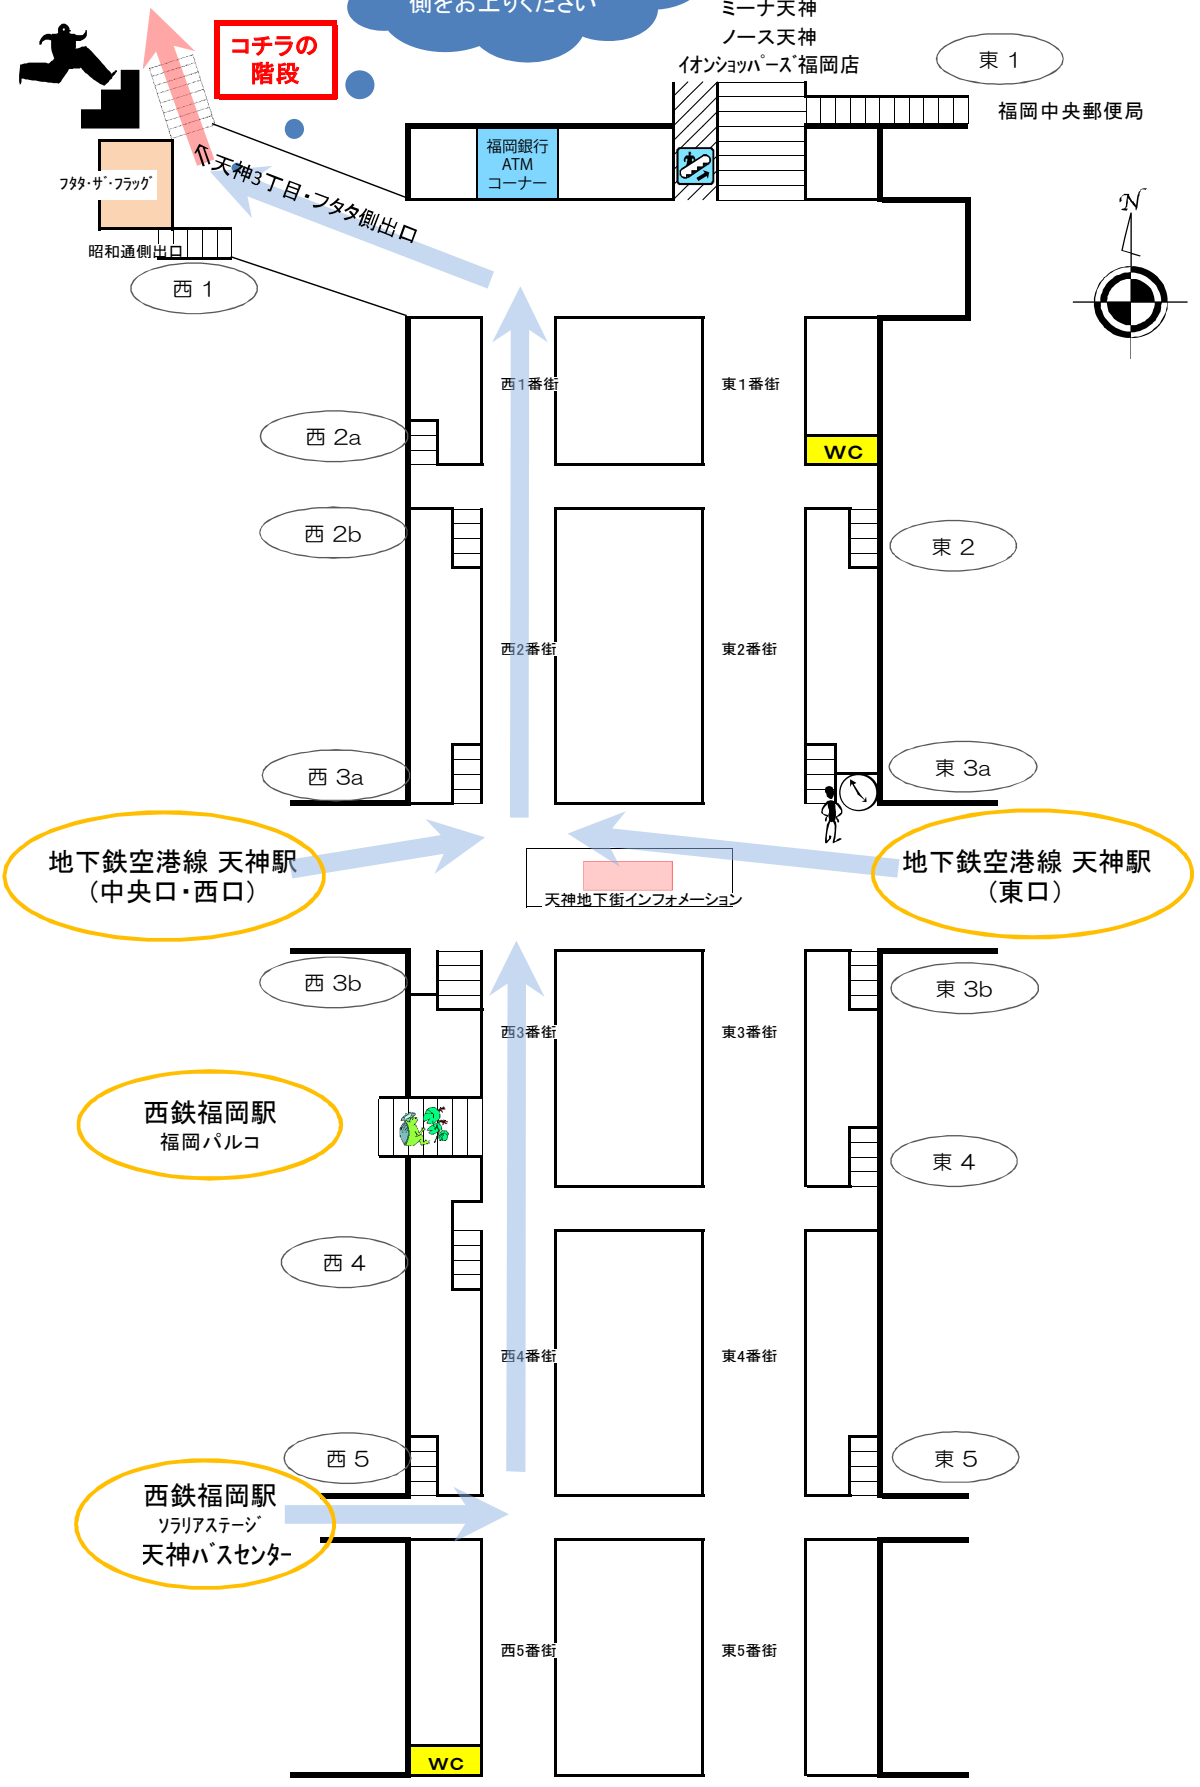 側をお上りください
ミーナ天神
ノース天神
イオンショッパーズ福岡店
東 1
福岡中央郵便局
コチラの
階段
福岡銀行
ATM
コーナー
フタタ・ザ・フラッグ
⇑天神3丁目・フタタ側出口
昭和通側出口
西 1
N
西1番街
東1番街
西 2a
WC
西 2b
東 2
西2番街
東2番街
西 3a
東 3a
地下鉄空港線 天神駅
(中央口・西口)
地下鉄空港線 天神駅
(東口)
天神地下街インフォメーション
西 3b
東 3b
西3番街
東3番街
西鉄福岡駅
福岡パルコ
東 4
西 4
西4番街
東4番街
西 5
東 5
西鉄福岡駅
ソラリアステージ
天神バスセンター
西5番街
東5番街
WC